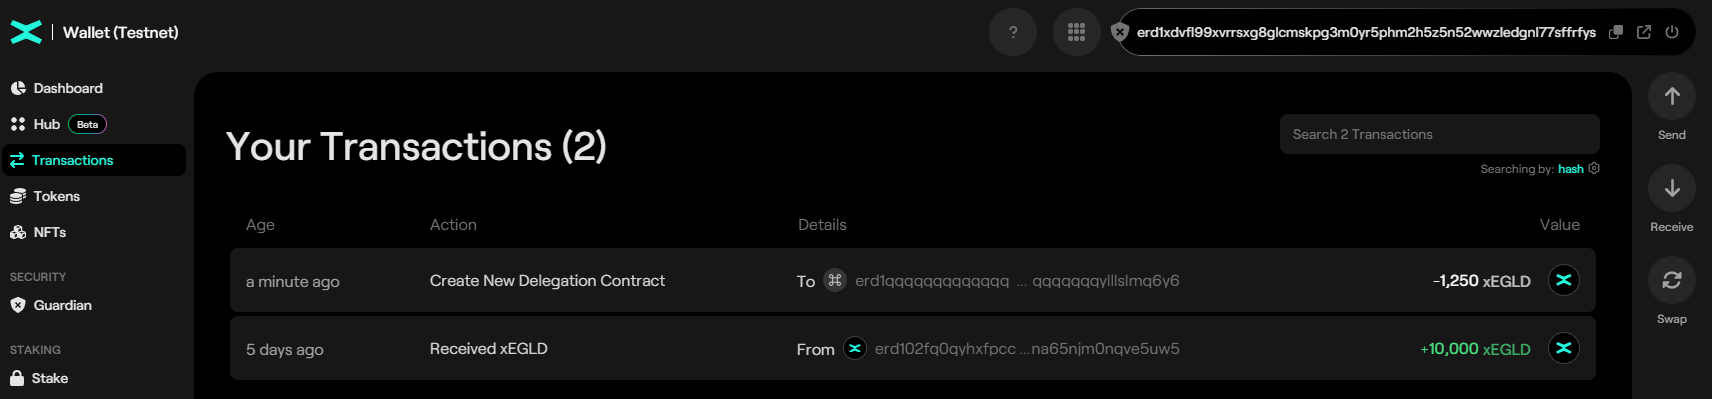 Wallet (Testnet)
?
erd1xdvfl99xvrrsxg8glcmskpg3m0yr5phm2h5z5n52wwzledgnl77sffrfys
Dashboard
Hub Beta
Transactions
Tokens
NFTs
SECURITY
Guardian
STAKING
Stake
Your Transactions (2)
Search 2 Transactions
Searching by: hash
Age Action Details Value
a minute ago Create New Delegation Contract To erd1qqqqqqqqqqqqq ... qqqqqqqylllslmq6y6 -1,250 xEGLD
5 days ago Received xEGLD From erd102fq0qyhxfpcc ...na65njm0nqve5uw5 +10,000 xEGLD
Send
Receive
Swap